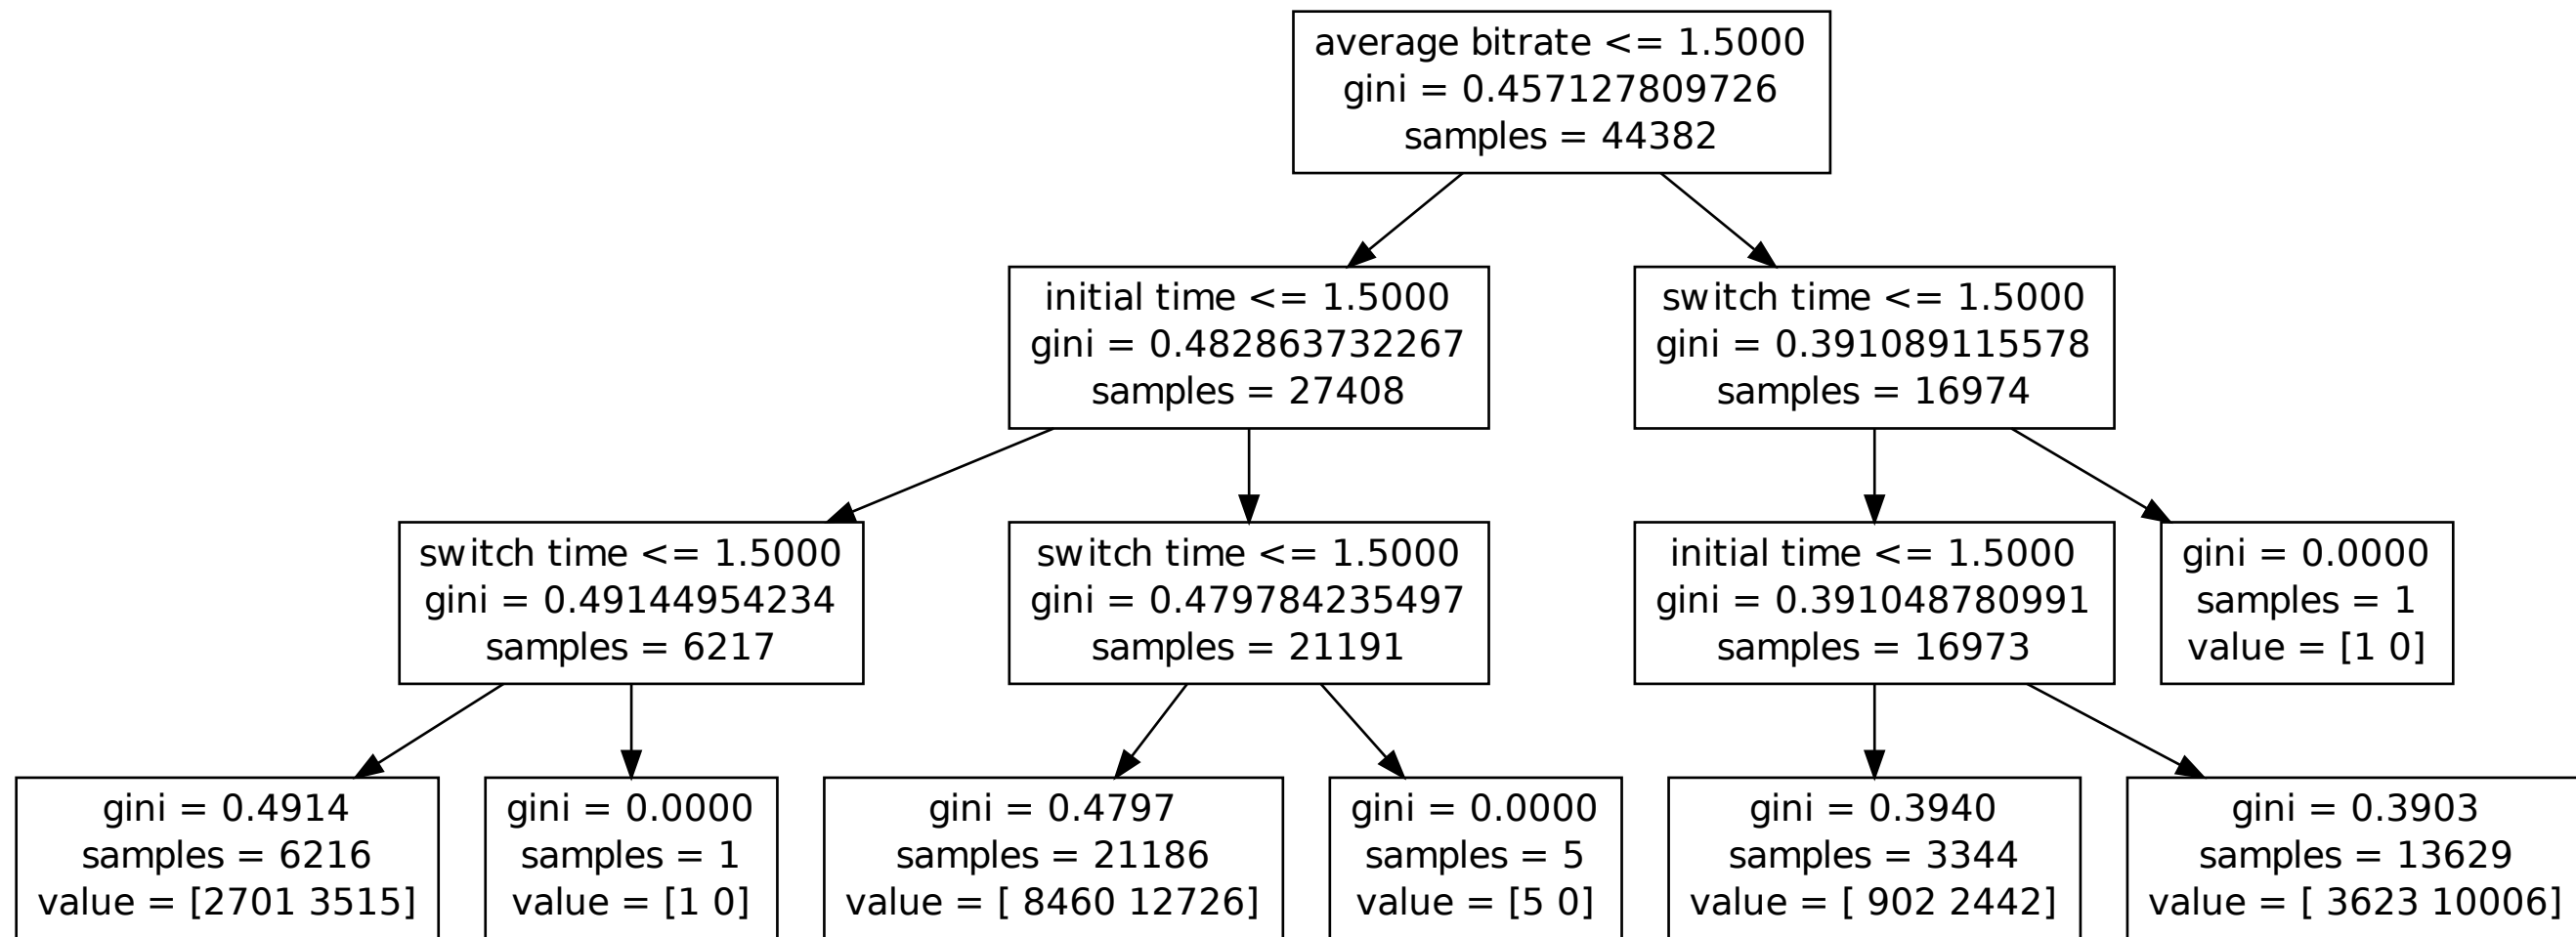 average bitrate <= 1.5000
gini = 0.457127809726
samples = 44382
initial time <= 1.5000
gini = 0.482863732267
samples = 27408
switch time <= 1.5000
gini = 0.391089115578
samples = 16974
switch time <= 1.5000
gini = 0.49144954234
samples = 6217
switch time <= 1.5000
gini = 0.479784235497
samples = 21191
initial time <= 1.5000
gini = 0.391048780991
samples = 16973
gini = 0.0000
samples = 1
value = [1 0]
gini = 0.4914
samples = 6216
value = [2701 3515]
gini = 0.0000
samples = 1
value = [1 0]
gini = 0.4797
samples = 21186
value = [ 8460 12726]
gini = 0.0000
samples = 5
value = [5 0]
gini = 0.3940
samples = 3344
value = [ 902 2442]
gini = 0.3903
samples = 13629
value = [ 3623 10006]